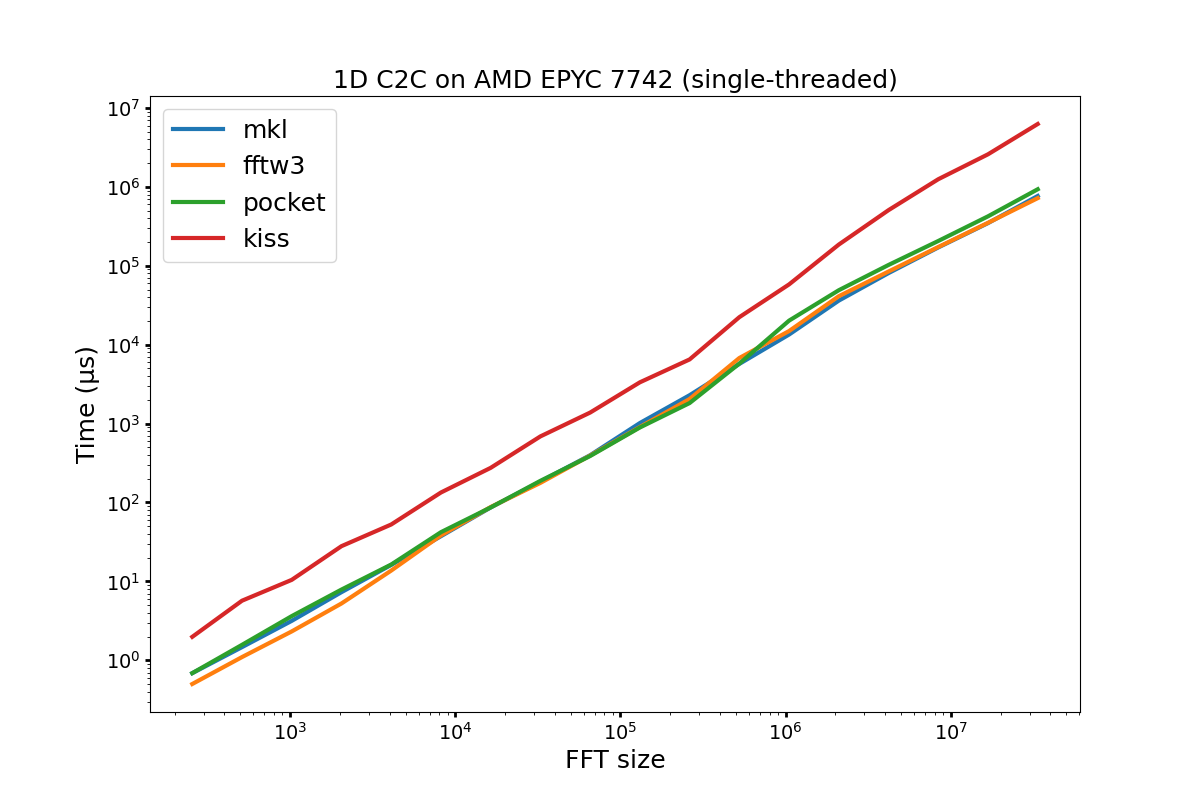 1D C2C on AMD EPYC 7742 (single-threaded)
10⁷
10⁶
10⁵
10⁴
10³
10²
10¹
10⁰
Time (μs)
mkl
fftw3
pocket
kiss
10³
10⁴
10⁵
10⁶
10⁷
FFT size